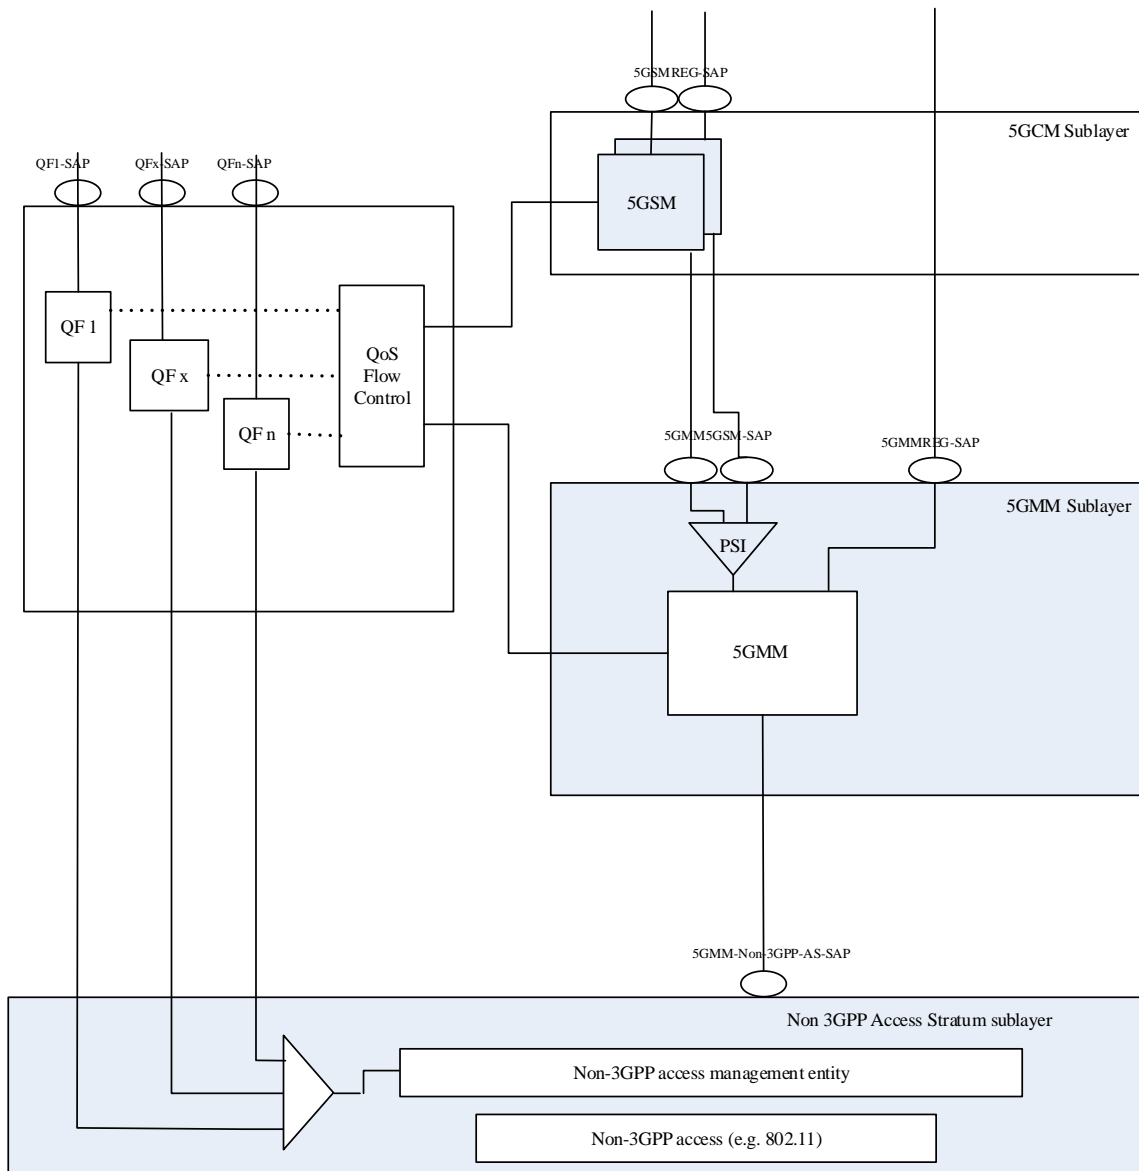 5GSMREG-SAP
5GCM Sublayer
QF1-SAP
QFx-SAP
QFn-SAP
5GSM
QF 1
QF x
QF n
QoS
Flow
Control
5GMM5GSM-SAP
5GMMREG-SAP
5GMM Sublayer
PSI
5GMM
5GMM-Non-3GPP-AS-SAP
Non 3GPP Access Stratum sublayer
Non-3GPP access management entity
Non-3GPP access (e.g. 802.11)